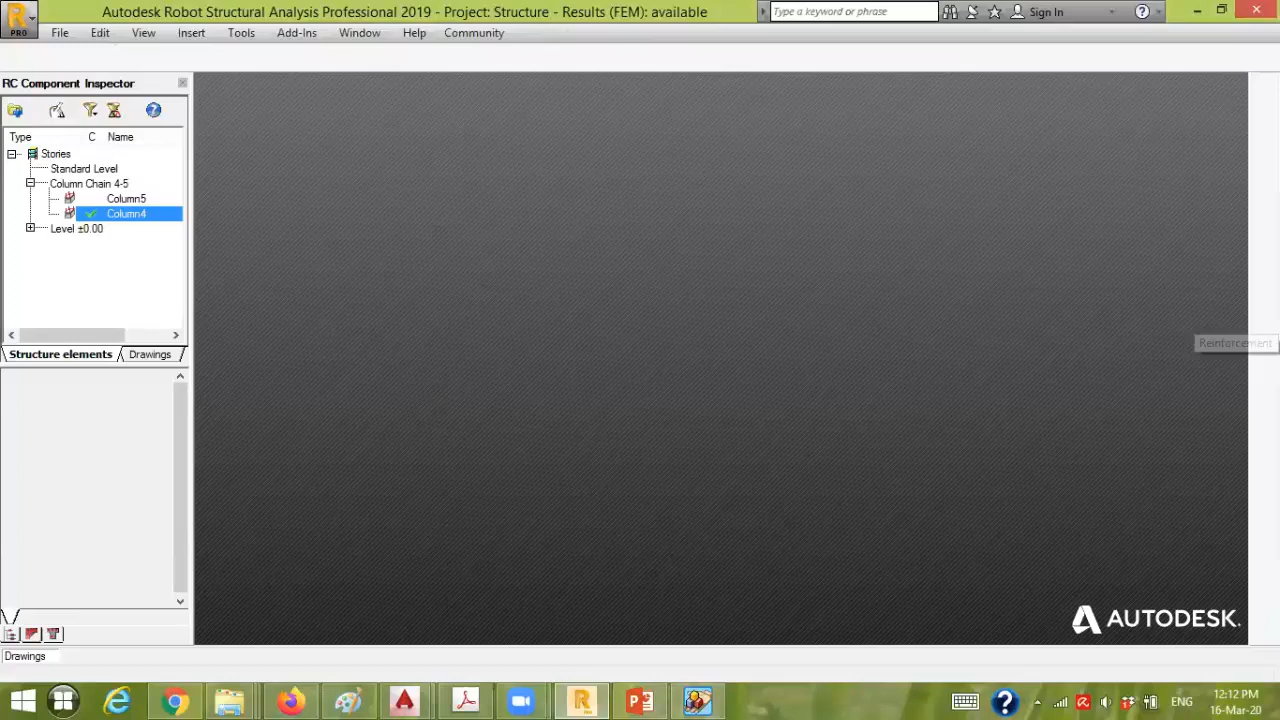 Autodesk Robot Structural Analysis Professional 2019 - Project: Structure - Results (FEM): available
Type a keyword or phrase
Sign In
PRO
File Edit View Insert Tools Add-Ins Window Help Community
RC Component Inspector
Type C Name
Stories
Standard Level
Column Chain 4-5
Column5
Column4
Level ±0.00
Structure elements Drawings
Reinforcement
AUTODESK.
Drawings
ENG
12:12 PM
16-Mar-20